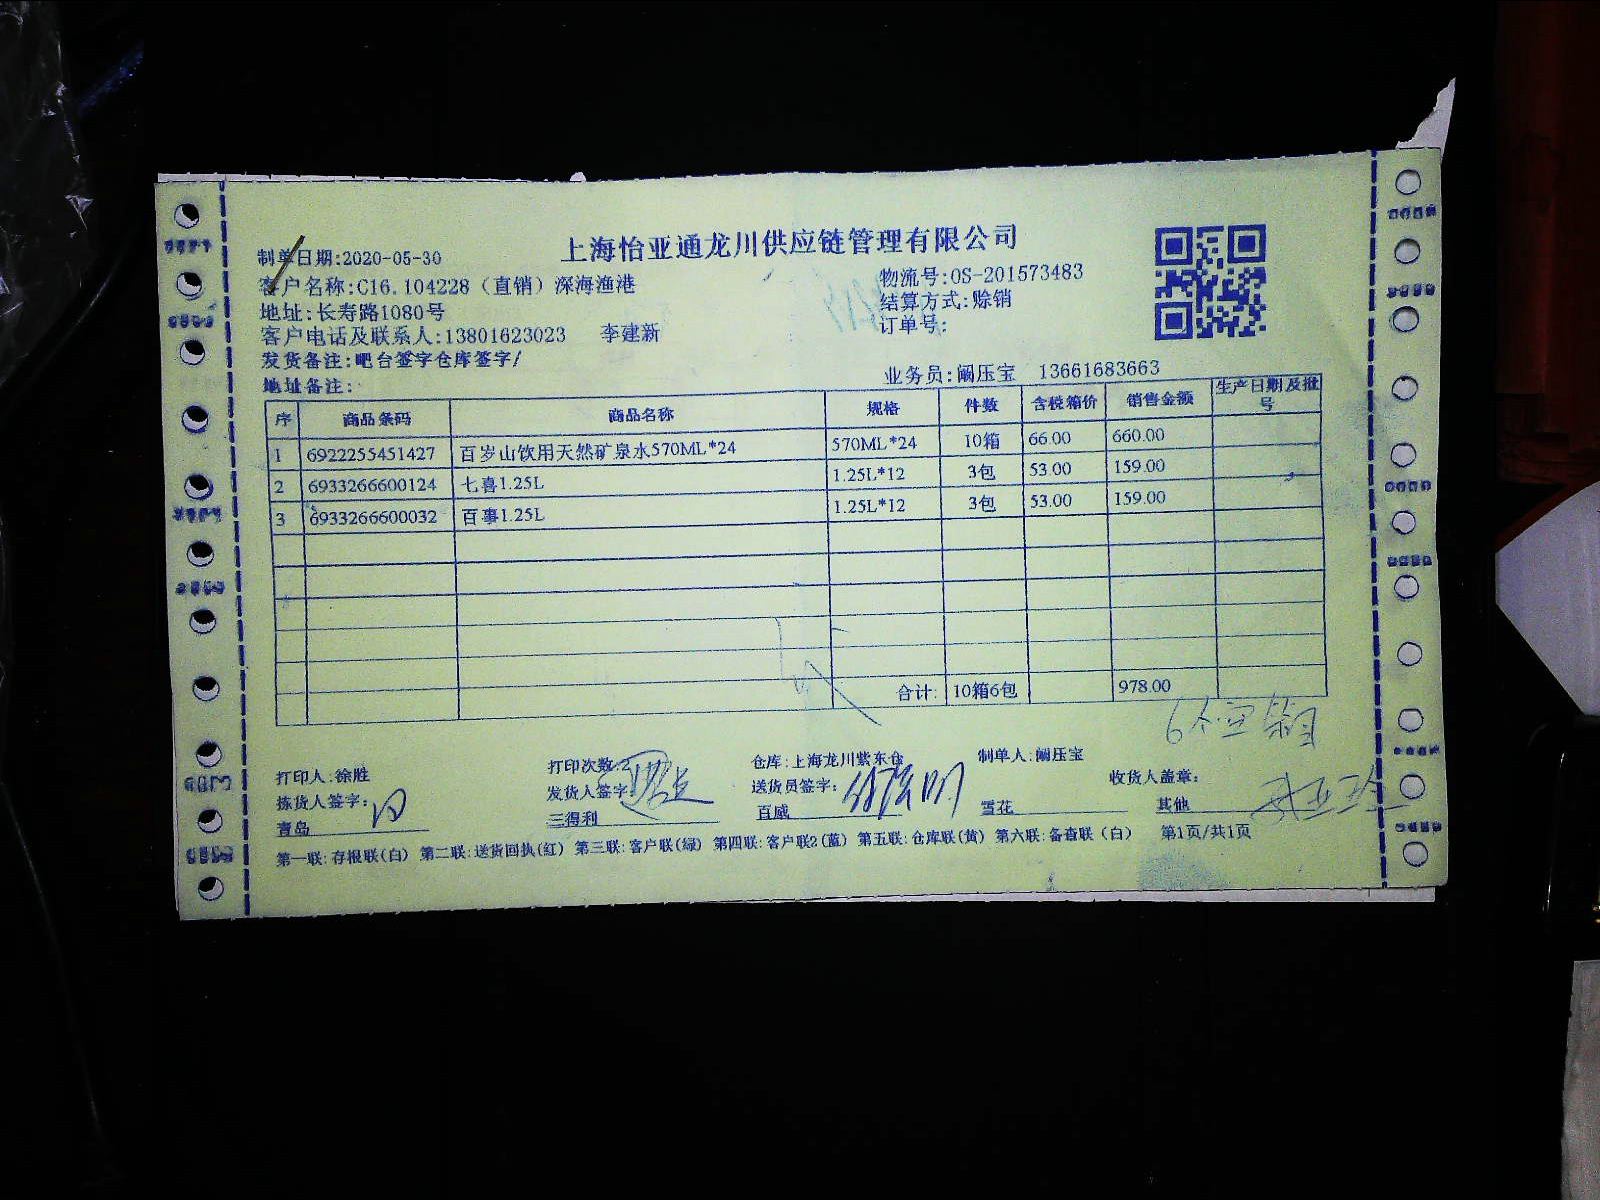 上海怡亚通龙川供应链管理有限公司
制单日期:2020-05-30
客户名称:C16.104228（直销）深海渔港 物流号:OS-201573483
地址:长寿路1080号 结算方式:赊销
客户电话及联系人:13801623023 李建新 订单号:
发货备注:吧台签字仓库签字/
地址备注: 业务员:阚压宝 13661683663
序 商品条码 商品名称 规格 件数 含税箱价 销售金额 生产日期及批号
1 6922255451427 百岁山饮用天然矿泉水570ML*24 570ML*24 10箱 66.00 660.00
2 6933266600124 七喜1.25L 1.25L*12 3包 53.00 159.00
3 6933266600032 百事1.25L 1.25L*12 3包 53.00 159.00
合计: 10箱6包 978.00
打印人:徐胜 打印次数: 仓库:上海龙川紫东仓 制单人:阚压宝
拣货人签字: 发货人签字: 送货员签字: 收货人盖章:
青岛 三得利 百威 雪花 其他
第一联:存报联(白) 第二联:送货回执(红) 第三联:客户联(绿) 第四联:客户联2(蓝) 第五联:仓库联(黄) 第六联:备查联（白） 第1页/共1页